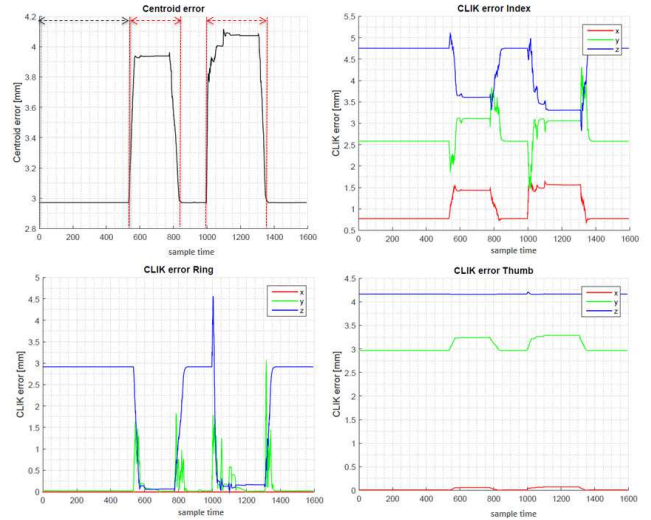 Centroid error
Centroid error [mm]
4.2
4
3.8
3.6
3.4
3.2
3
2.8
0 200 400 600 800 1000 1200 1400 1600
sample time
CLIK error Index
CLIK error [mm]
5.5
5
4.5
4
3.5
3
2.5
2
1.5
1
0.5
0 200 400 600 800 1000 1200 1400 1600
sample time
x
y
z
CLIK error Ring
CLIK error [mm]
5
4.5
4
3.5
3
2.5
2
1.5
1
0.5
0
0 200 400 600 800 1000 1200 1400 1600
sample time
x
y
z
CLIK error Thumb
CLIK error [mm]
4.5
4
3.5
3
2.5
2
1.5
1
0.5
0
0 200 400 600 800 1000 1200 1400 1600
sample time
x
y
z